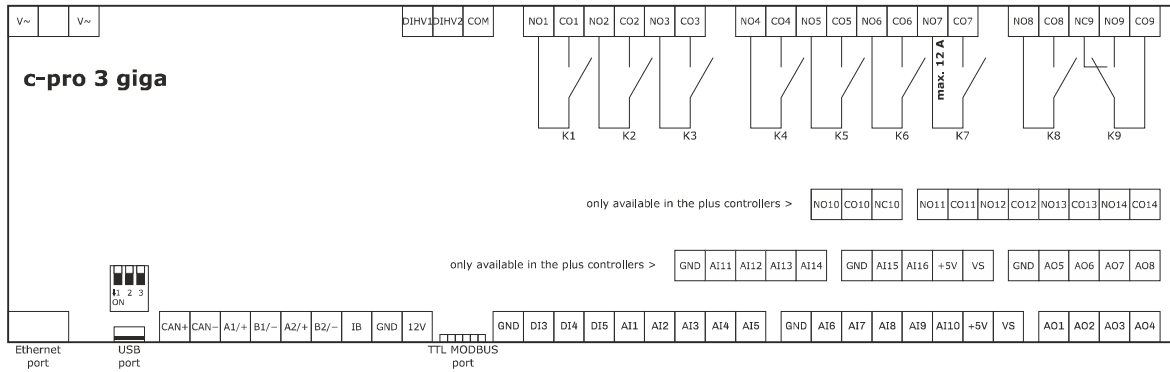 V~ V~ DIHV1 DIHV2 COM NO1 CO1 NO2 CO2 NO3 CO3 NO4 CO4 NO5 CO5 NO6 CO6 NO7 CO7 NO8 CO8 NC9 NO9 CO9
c-pro 3 giga
max. 12 A
K1 K2 K3 K4 K5 K6 K7 K8 K9
only available in the plus controllers > NO10 CO10 NC10 NO11 CO11 NO12 CO12 NO13 CO13 NO14 CO14
only available in the plus controllers > GND AI11 AI12 AI13 AI14 GND AI15 AI16 +5V VS GND AO5 AO6 AO7 AO8
↓1 2 3
ON
CAN+ CAN− A1/+ B1/− A2/+ B2/− IB GND 12V GND DI3 DI4 DI5 AI1 AI2 AI3 AI4 AI5 GND AI6 AI7 AI8 AI9 AI10 +5V VS AO1 AO2 AO3 AO4
Ethernet port
USB port
TTL MODBUS port